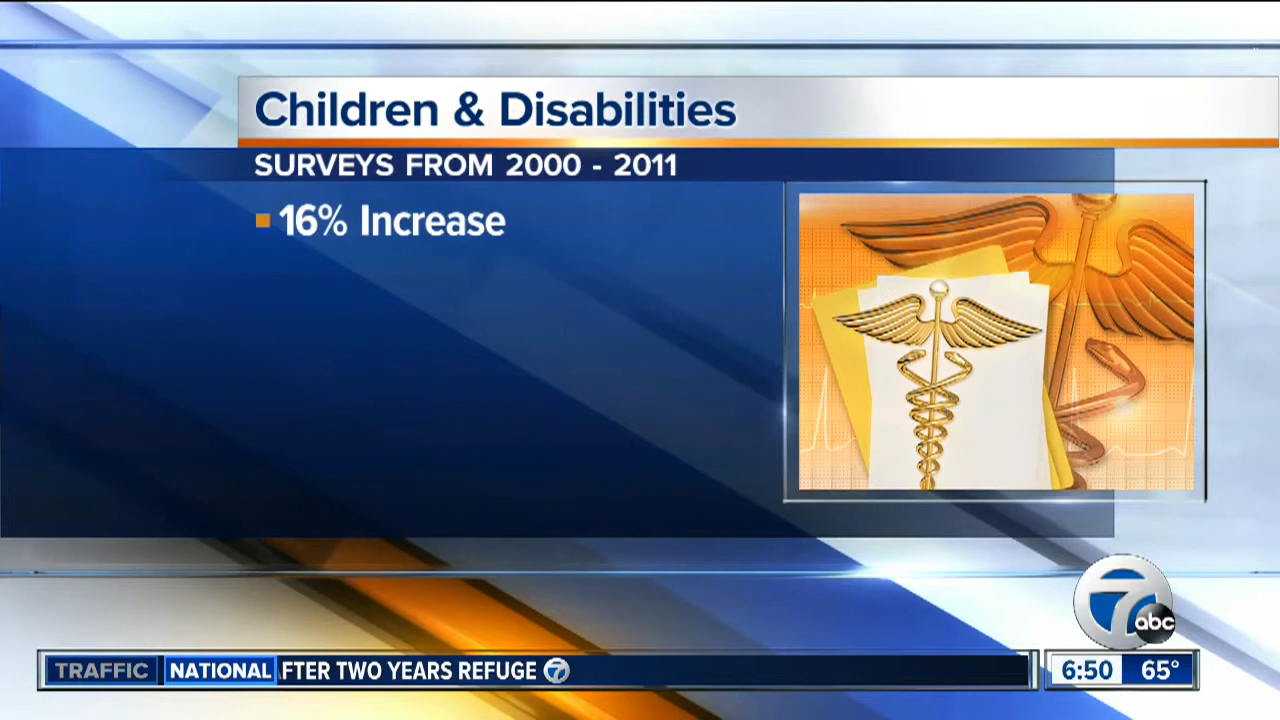 Children & Disabilities
SURVEYS FROM 2000 - 2011
16% Increase
7 abc
TRAFFIC NATIONAL FTER TWO YEARS REFUGE 7
6:50 65°